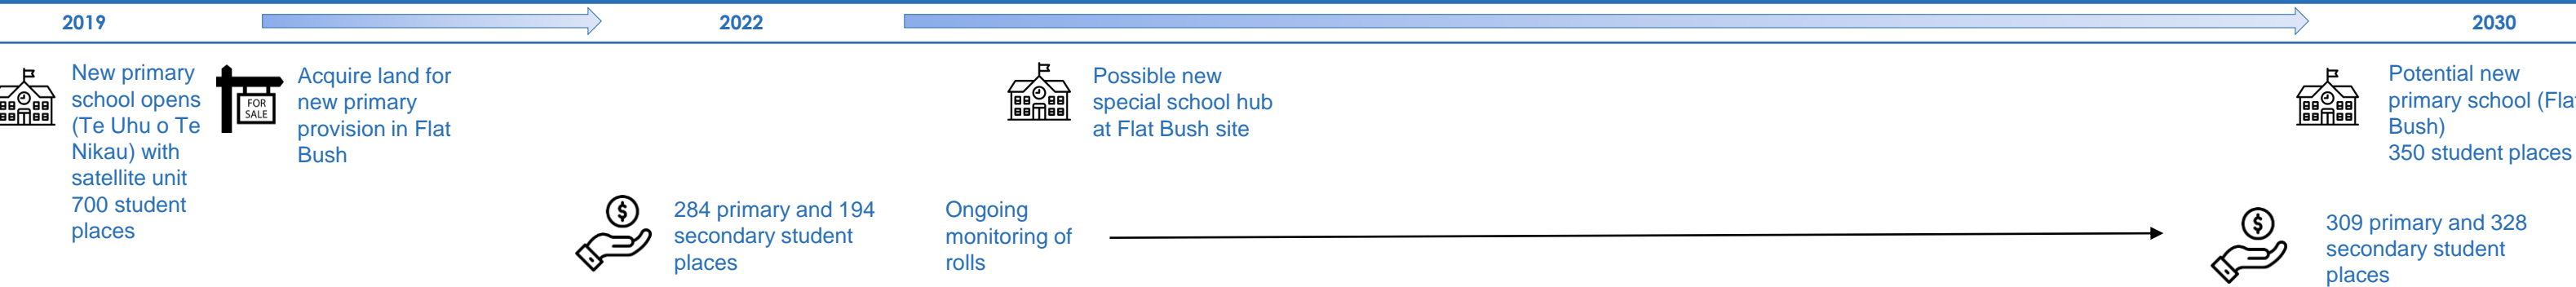 2019
2022
2030
New primary
school opens
(Te Uhu o Te
Nikau) with
satellite unit
700 student
places
FOR
SALE
Acquire land for
new primary
provision in Flat
Bush
Possible new
special school hub
at Flat Bush site
Potential new
primary school (Fla
Bush)
350 student places
284 primary and 194
secondary student
places
Ongoing
monitoring of
rolls
309 primary and 328
secondary student
places